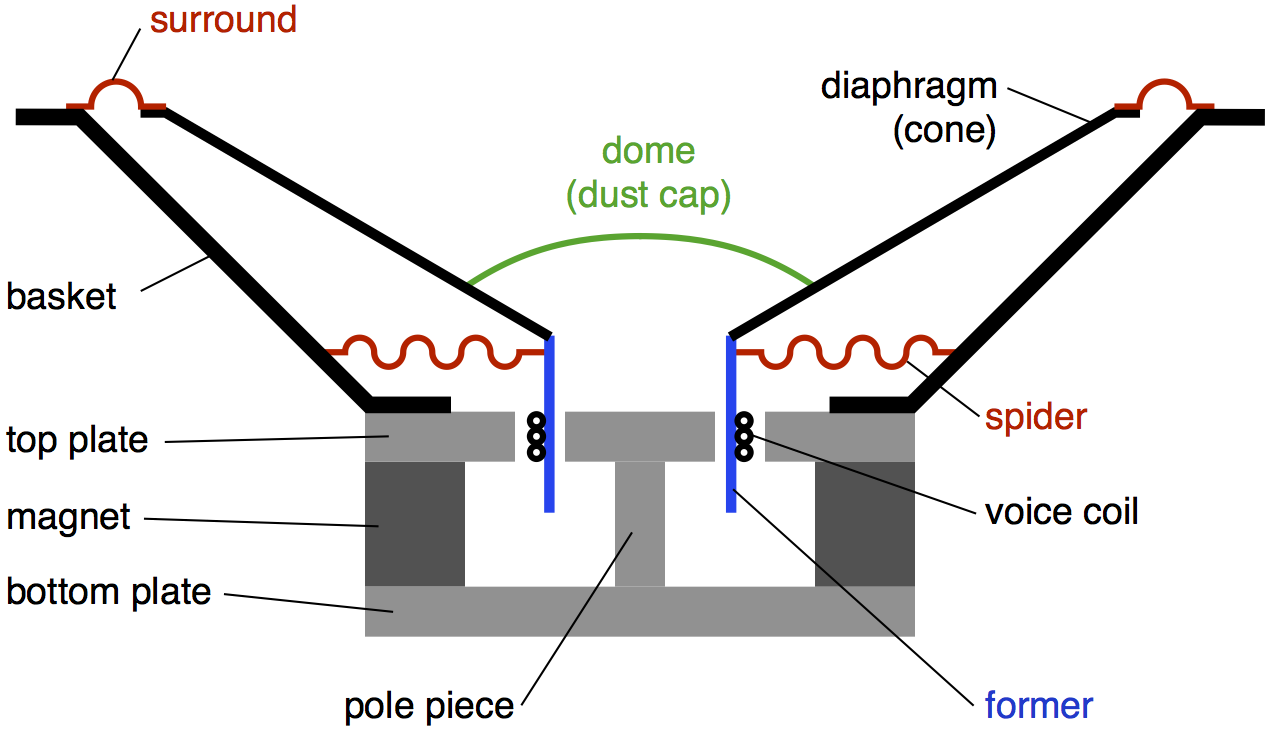 surround
diaphragm
(cone)
dome
(dust cap)
basket
spider
top plate
voice coil
magnet
bottom plate
pole piece
former